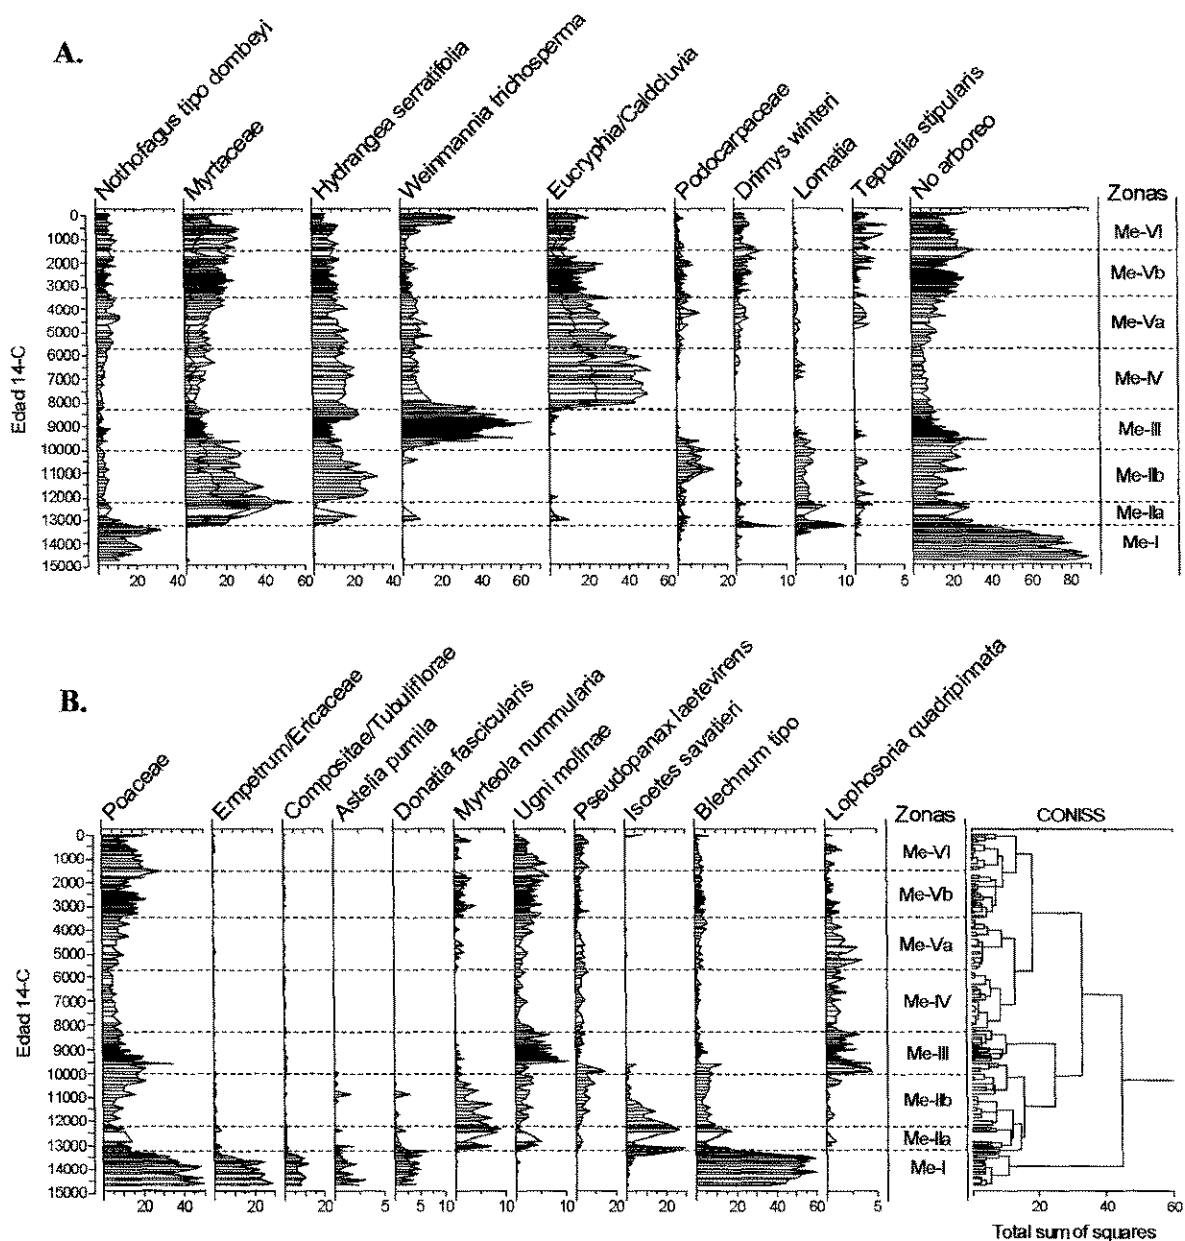 A.
Nothofagus tipo dombeyi
Myrtaceae
Hydrangea serratifolia
Weinmannia trichosperma
Eucryphia/Caldcluvia
Podocarpaceae
Drimys winteri
Lomatia
Tepualia stipularis
No arboreo
Zonas
Edad 14-C
0
1000
2000
3000
4000
5000
6000
7000
8000
9000
10000
11000
12000
13000
14000
15000
Me-VI
Me-Vb
Me-Va
Me-IV
Me-III
Me-IIb
Me-IIa
Me-I
20 40 20 40 60 20 40 20 40 60 20 40 60 20 10 10 5 20 40 60 80
B.
Poaceae
Empetrum/Ericaceae
Compositae/Tubuliflorae
Astelia pumila
Donatia fascicularis
Myrteola nummularia
Ugni molinae
Pseudopanax laetevirens
Isoetes savatieri
Blechnum tipo
Lophosoria quadripinnata
Zonas
CONISS
Edad 14-C
0
1000
2000
3000
4000
5000
6000
7000
8000
9000
10000
11000
12000
13000
14000
15000
Me-VI
Me-Vb
Me-Va
Me-IV
Me-III
Me-IIb
Me-IIa
Me-I
20 40 20 20 5 5 10 10 10 20 20 20 40 60 5 20 40 60
Total sum of squares